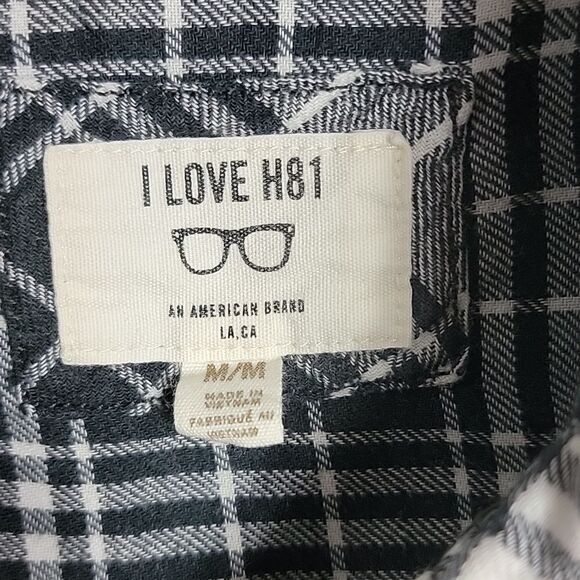 I LOVE H81
AN AMERICAN BRAND
LA,CA
M/M
MADE IN
VIETNAM
FABRIQUÉ AU
VIETNAM